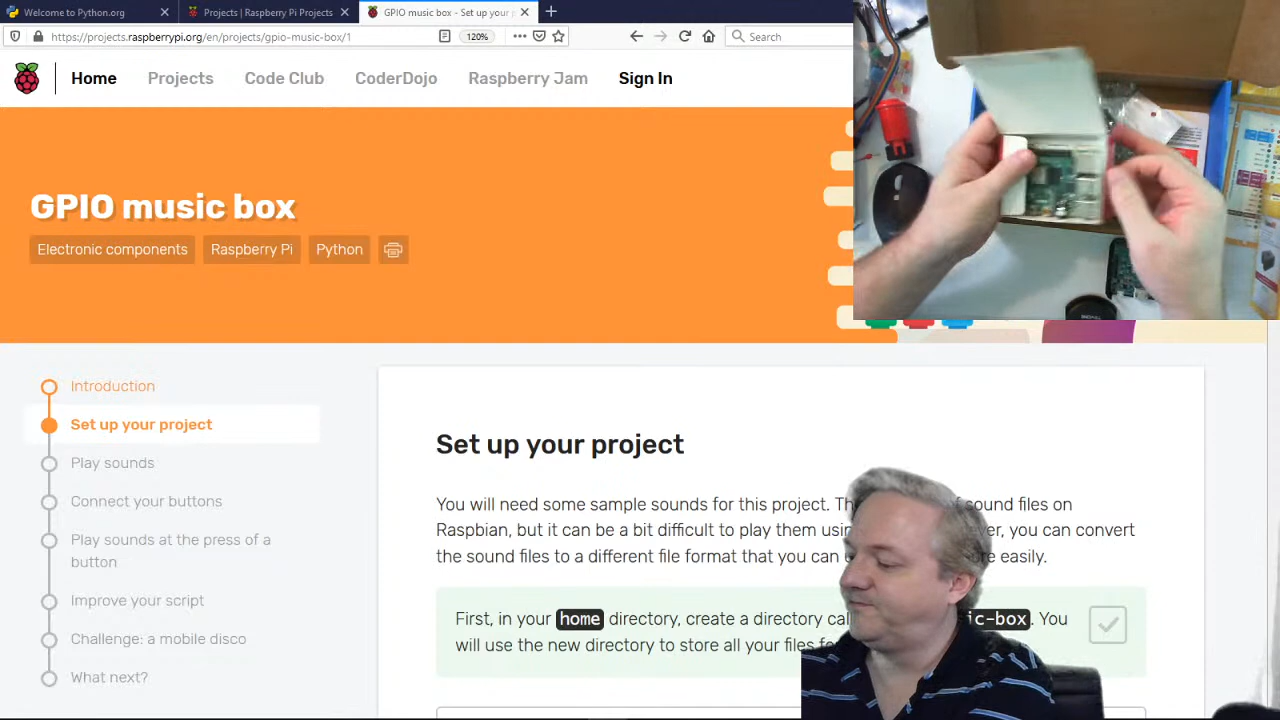 Welcome to Python.org
Projects | Raspberry Pi Projects
GPIO music box - Set up your p
https://projects.raspberrypi.org/en/projects/gpio-music-box/1
120%
Search
Home
Projects
Code Club
CoderDojo
Raspberry Jam
Sign In
GPIO music box
Electronic components
Raspberry Pi
Python
Introduction
Set up your project
Play sounds
Connect your buttons
Play sounds at the press of a
button
Improve your script
Challenge: a mobile disco
What next?
Set up your project
You will need some sample sounds for this project. of sound files on
Raspbian, but it can be a bit difficult to play them you can convert
the sound files to a different file format that you can easily.
First, in your home directory, create a directory ic-box. You
will use the new directory to store all your files